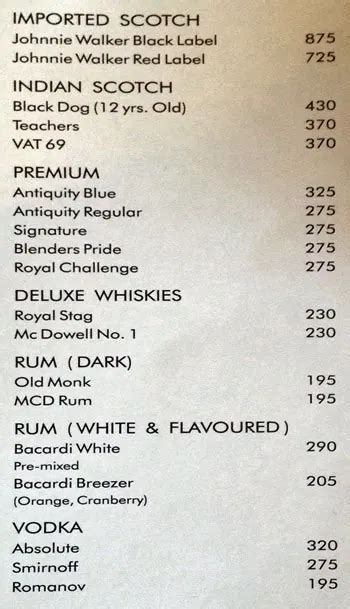 IMPORTED SCOTCH
Johnnie Walker Black Label 875
Johnnie Walker Red Label 725
INDIAN SCOTCH
Black Dog (12 yrs. Old) 430
Teachers 370
VAT 69 370
PREMIUM
Antiquity Blue 325
Antiquity Regular 275
Signature 275
Blenders Pride 275
Royal Challenge 275
DELUXE WHISKIES
Royal Stag 230
Mc Dowell No. 1 230
RUM (DARK)
Old Monk 195
MCD Rum 195
RUM (WHITE & FLAVOURED)
Bacardi White 290
Pre-mixed
Bacardi Breezer 205
(Orange, Cranberry)
VODKA
Absolute 320
Smirnoff 275
Romanov 195